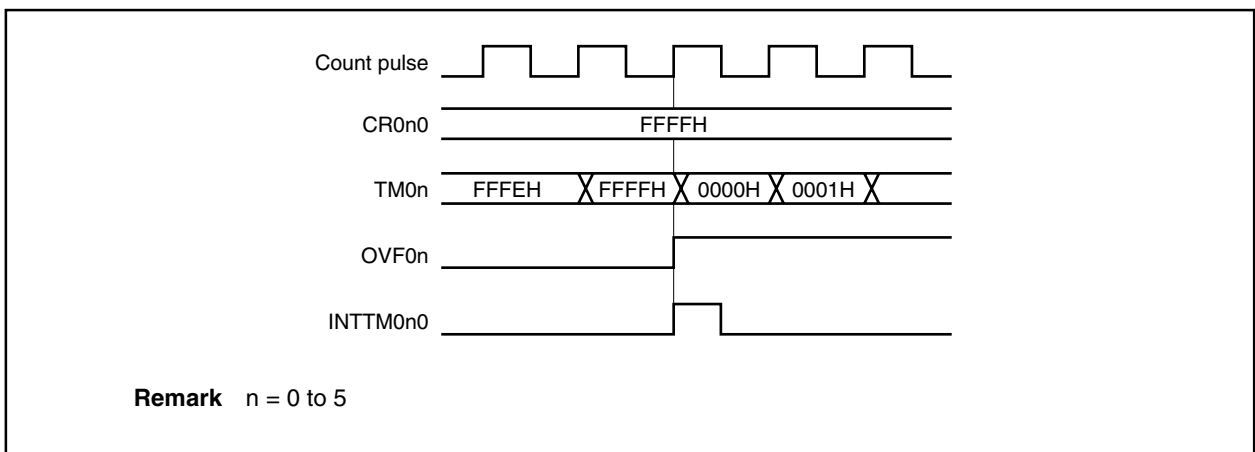 Count pulse
CR0n0
FFFFH
TM0n
FFFEH FFFFH 0000H 0001H
OVF0n
INTTM0n0
Remark n = 0 to 5